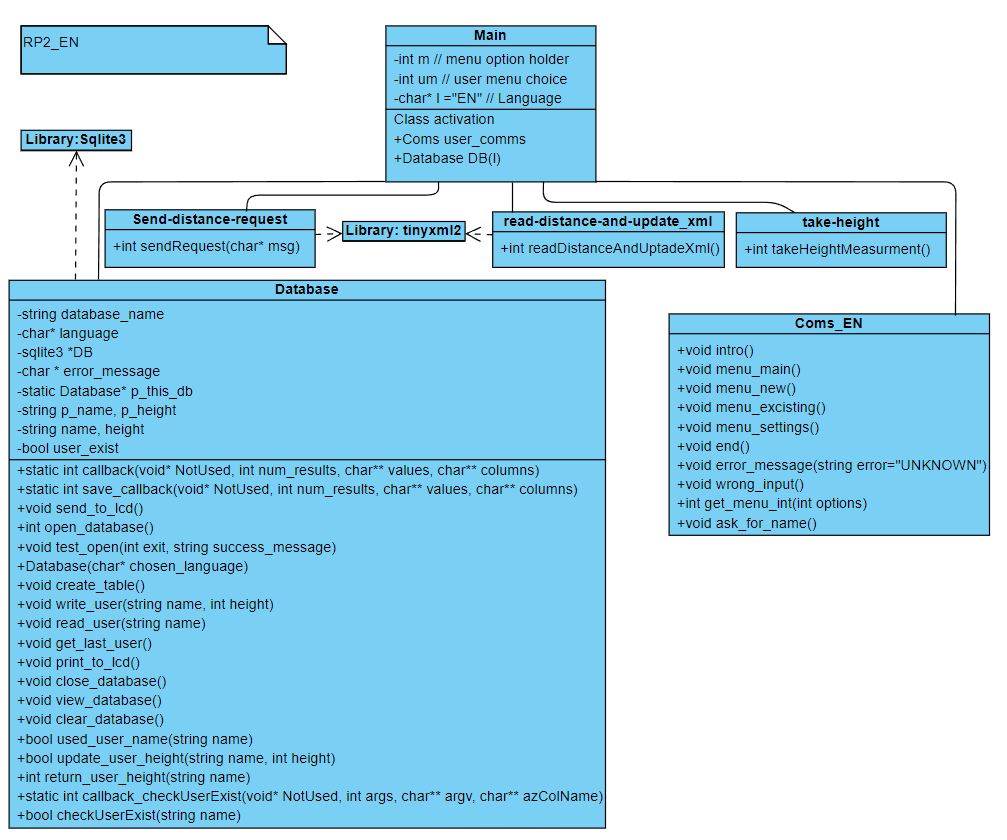 RP2_EN
Main
-int m // menu option holder
-int um // user menu choice
-char* l ="EN" // Language
Class activation
+Coms user_comms
+Database DB(l)
Library:Sqlite3
Send-distance-request
+int sendRequest(char* msg)
Library: tinyxml2
read-distance-and-update_xml
+int readDistanceAndUptadeXml()
take-height
+int takeHeightMeasurment()
Database
-string database_name
-char* language
-sqlite3 *DB
-char * error_message
-static Database* p_this_db
-string p_name, p_height
-string name, height
-bool user_exist
+static int callback(void* NotUsed, int num_results, char** values, char** columns)
+static int save_callback(void* NotUsed, int num_results, char** values, char** columns)
+void send_to_lcd()
+int open_database()
+void test_open(int exit, string success_message)
+Database(char* chosen_language)
+void create_table()
+void write_user(string name, int height)
+void read_user(string name)
+void get_last_user()
+void print_to_lcd()
+void close_database()
+void view_database()
+void clear_database()
+bool used_user_name(string name)
+bool update_user_height(string name, int height)
+int return_user_height(string name)
+static int callback_checkUserExist(void* NotUsed, int args, char** argv, char** azColName)
+bool checkUserExist(string name)
Coms_EN
+void intro()
+void menu_main()
+void menu_new()
+void menu_excisting()
+void menu_settings()
+void end()
+void error_message(string error="UNKNOWN")
+void wrong_input()
+int get_menu_int(int options)
+void ask_for_name()